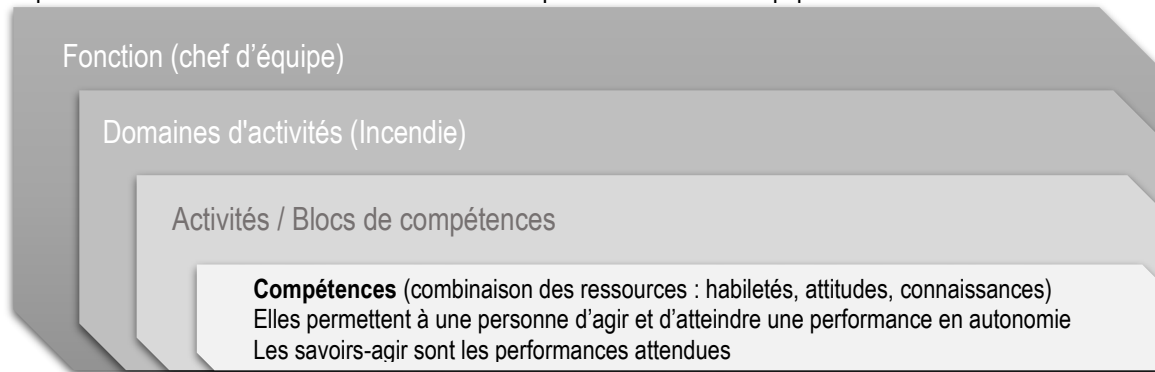 Fonction (chef d’équipe)
Domaines d'activités (Incendie)
Activités / Blocs de compétences
Compétences (combinaison des ressources : habiletés, attitudes, connaissances)
Elles permettent à une personne d’agir et d’atteindre une performance en autonomie
Les savoirs-agir sont les performances attendues